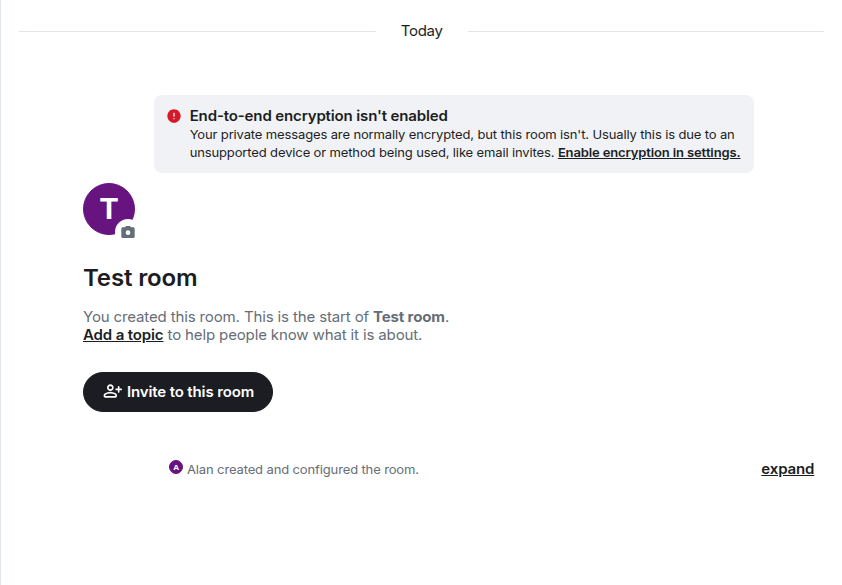 Today
End-to-end encryption isn't enabled
Your private messages are normally encrypted, but this room isn't. Usually this is due to an
unsupported device or method being used, like email invites. Enable encryption in settings.
T
Test room
You created this room. This is the start of Test room.
Add a topic to help people know what it is about.
Invite to this room
A Alan created and configured the room.
expand